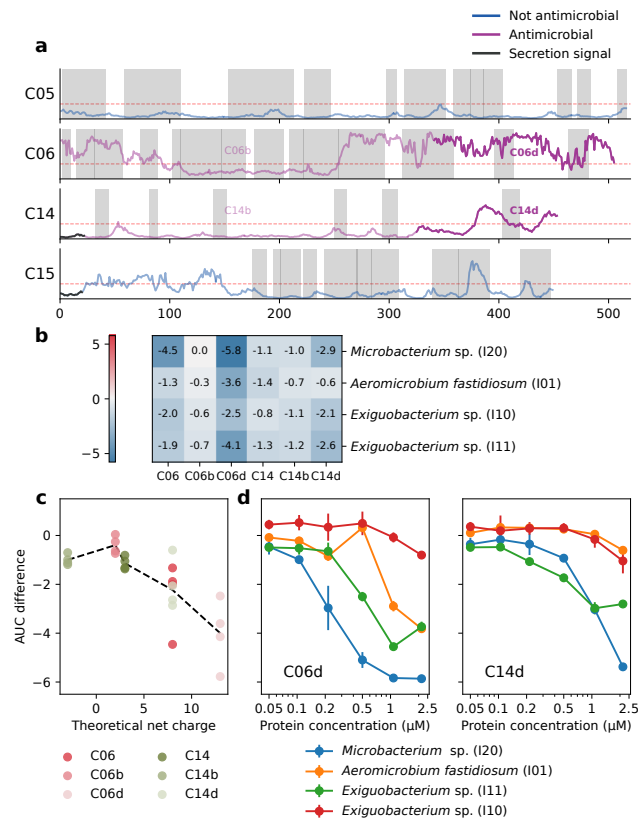 Not antimicrobial
Antimicrobial
Secretion signal
a
C05
C06
C06b
C06d
C14
C14b
C14d
C15
0 100 200 300 400 500
b
5
0
−5
-4.5 0.0 -5.8 -1.1 -1.0 -2.9 Microbacterium sp. (I20)
-1.3 -0.3 -3.6 -1.4 -0.7 -0.6 Aeromicrobium fastidiosum (I01)
-2.0 -0.6 -2.5 -0.8 -1.1 -2.1 Exiguobacterium sp. (I10)
-1.9 -0.7 -4.1 -1.3 -1.2 -2.6 Exiguobacterium sp. (I11)
C06 C06b C06d C14 C14b C14d
c
AUC difference
0
−2
−4
−6
0 5 10
Theoretical net charge
C06
C06b
C06d
C14
C14b
C14d
d
C06d
0.05 0.1 0.2 0.5 1.0 2.5
Protein concentration (μM)
C14d
0.05 0.1 0.2 0.5 1.0 2.5
Protein concentration (μM)
Microbacterium sp. (I20)
Aeromicrobium fastidiosum (I01)
Exiguobacterium sp. (I11)
Exiguobacterium sp. (I10)